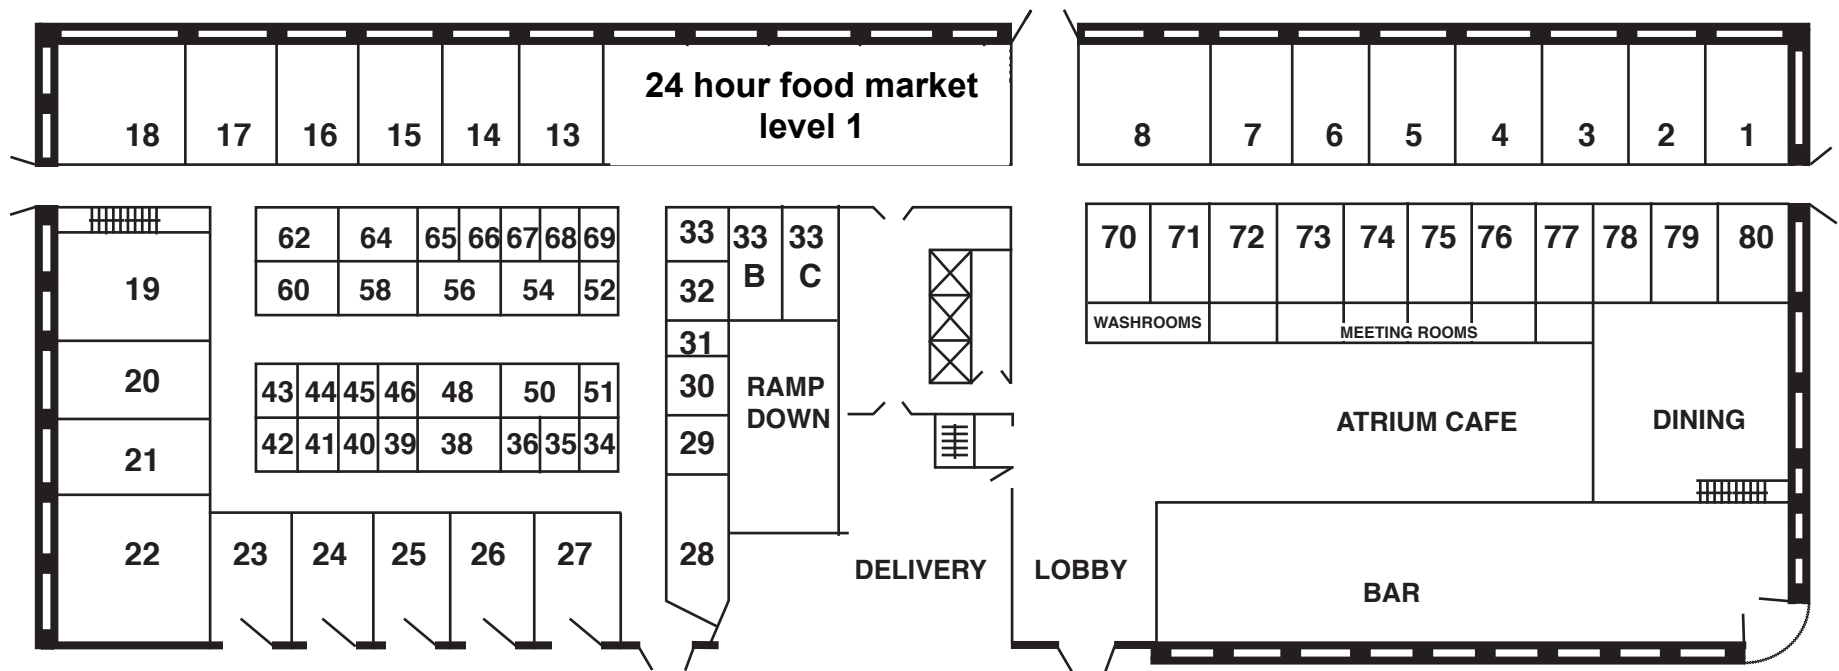 24 hour food market
level 1
18 17 16 15 14 13 8 7 6 5 4 3 2 1
62 64 65 66 67 68 69 33 33 33 70 71 72 73 74 75 76 77 78 79 80
B C
19 60 58 56 54 52 32
WASHROOMS MEETING ROOMS
31
20 43 44 45 46 48 50 51 30 RAMP
DOWN
ATRIUM CAFE DINING
21 42 41 40 39 38 36 35 34 29
22 23 24 25 26 27 28
DELIVERY LOBBY
BAR